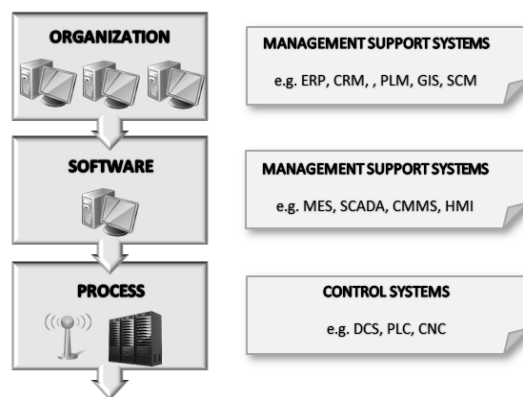 ORGANIZATION
MANAGEMENT SUPPORT SYSTEMS
e.g. ERP, CRM, , PLM, GIS, SCM
SOFTWARE
MANAGEMENT SUPPORT SYSTEMS
e.g. MES, SCADA, CMMS, HMI
PROCESS
CONTROL SYSTEMS
e.g. DCS, PLC, CNC